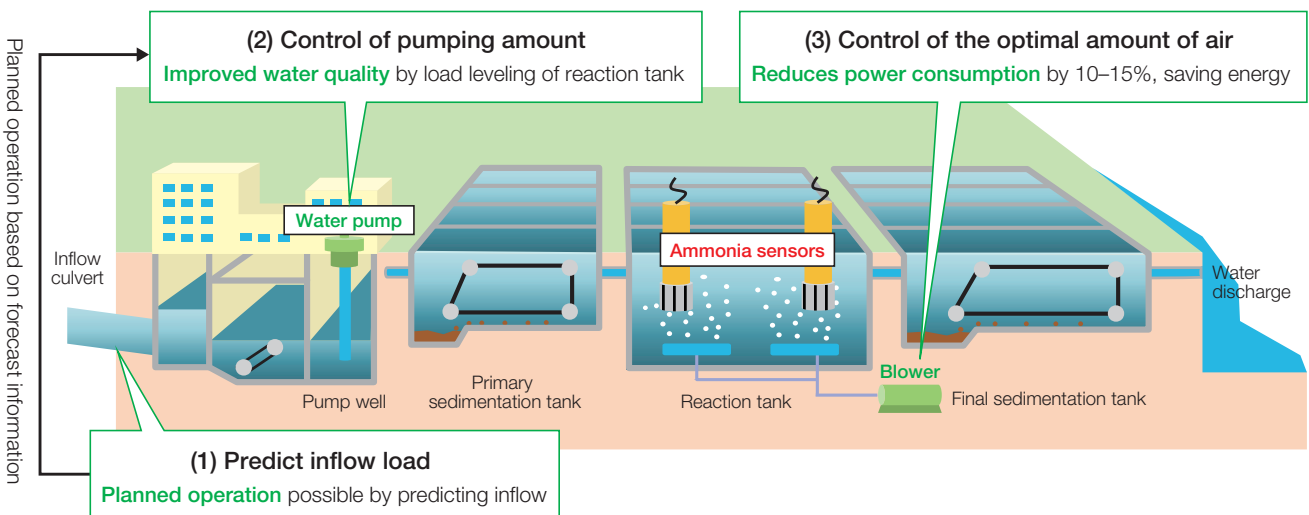 (2) Control of pumping amount
Improved water quality by load leveling of reaction tank
(3) Control of the optimal amount of air
Reduces power consumption by 10–15%, saving energy
Planned operation based on forecast information
Water pump
Ammonia sensors
Inflow
culvert
Water
discharge
Blower
Pump well
Primary
sedimentation tank
Reaction tank
Final sedimentation tank
(1) Predict inflow load
Planned operation possible by predicting inflow